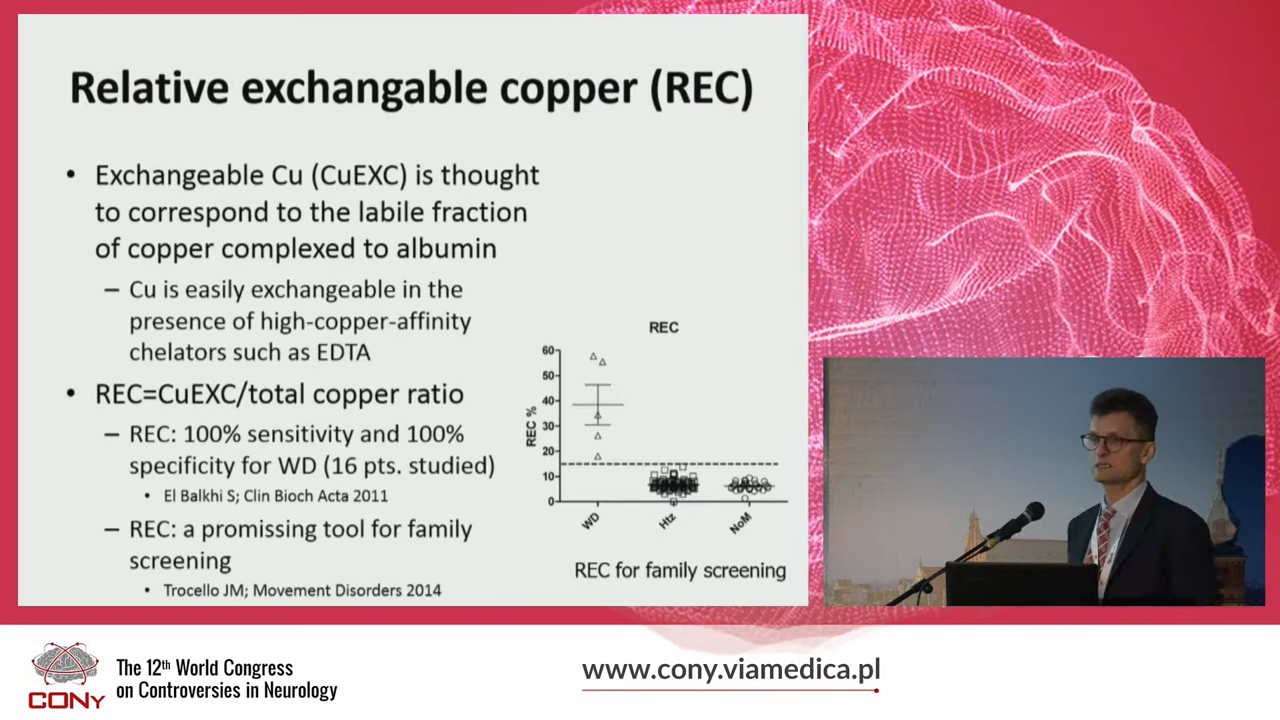 Relative exchangable copper (REC)
• Exchangeable Cu (CuEXC) is thought
to correspond to the labile fraction
of copper complexed to albumin
– Cu is easily exchangeable in the
presence of high-copper-affinity
chelators such as EDTA
• REC=CuEXC/total copper ratio
– REC: 100% sensitivity and 100%
specificity for WD (16 pts. studied)
• El Balkhi S; Clin Bioch Acta 2011
– REC: a promissing tool for family
screening
• Trocello JM; Movement Disorders 2014
REC
REC %
60
50
40
30
20
10
0
WD
Htz
NoM
REC for family screening
CONy
The 12th World Congress
on Controversies in Neurology
www.cony.viamedica.pl